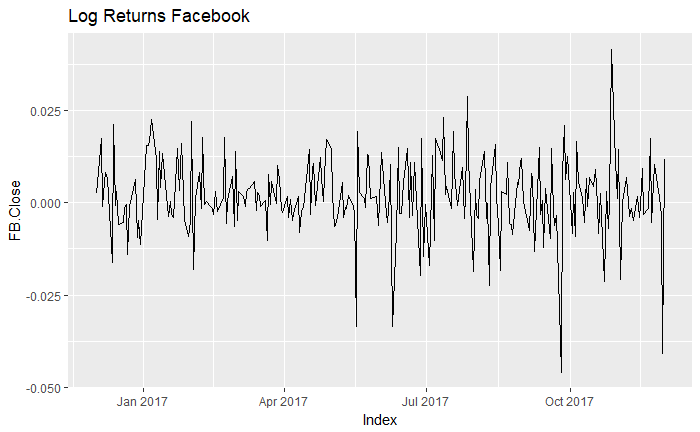 Log Returns Facebook
FB.Close
0.025
0.000
-0.025
-0.050
Jan 2017
Apr 2017
Jul 2017
Oct 2017
Index